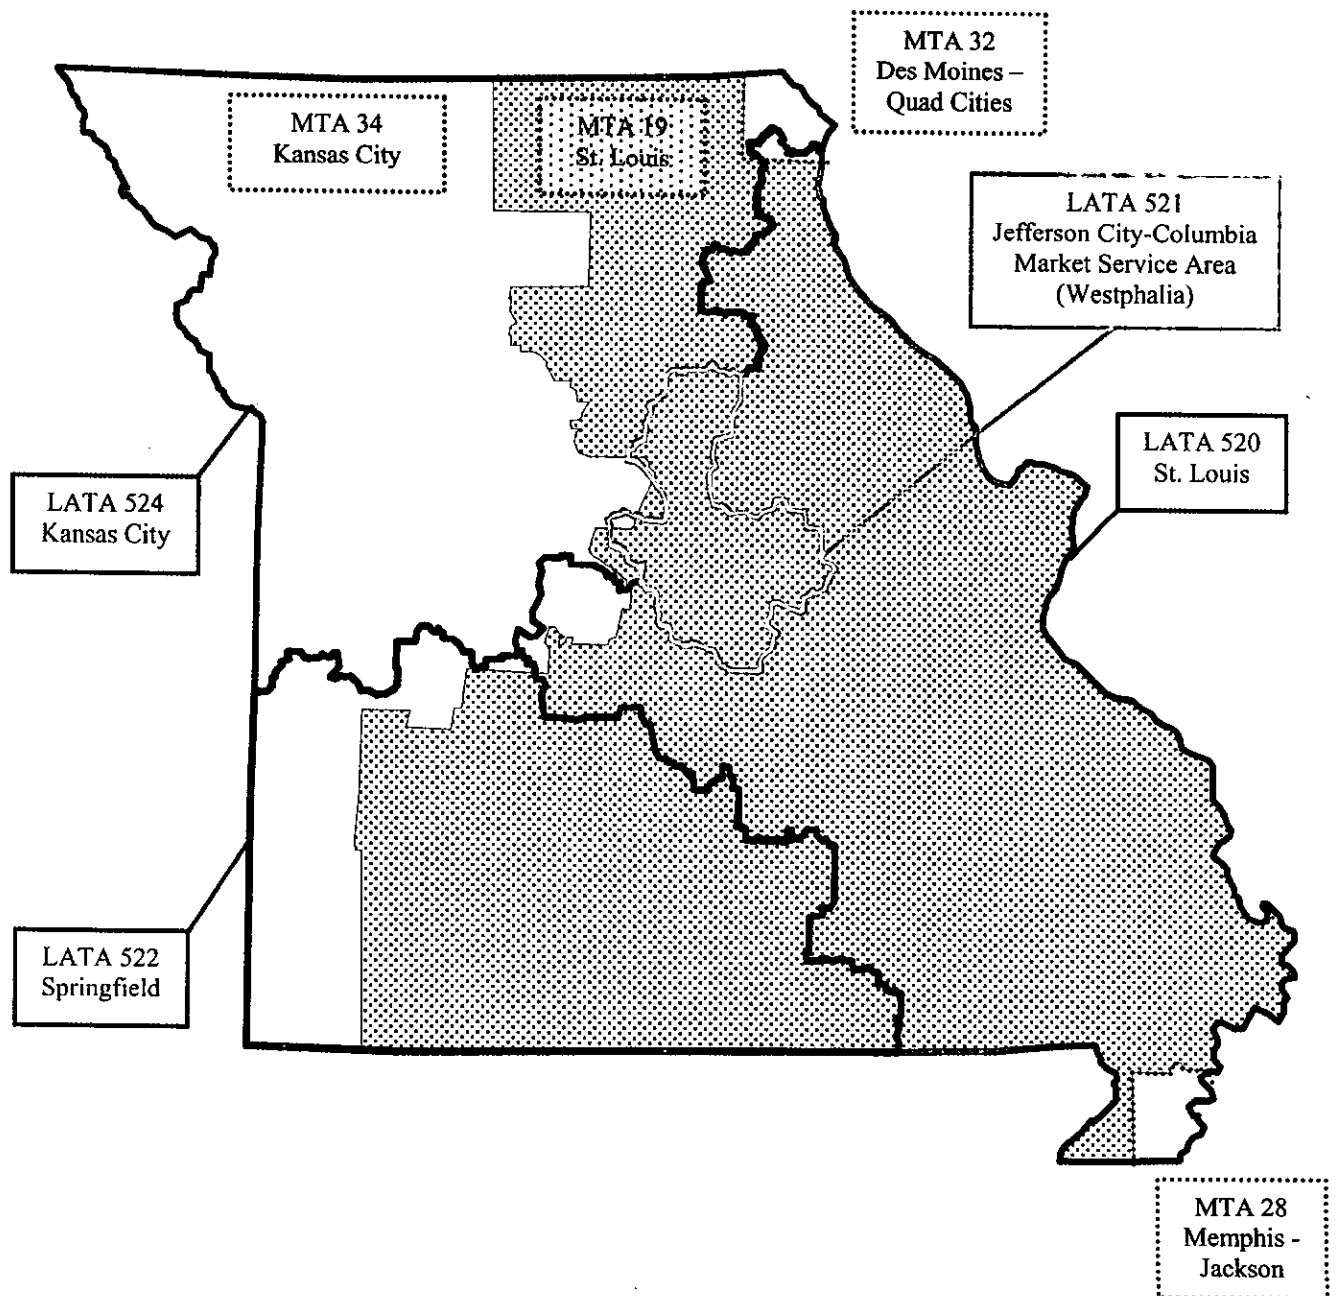 MTA 32
Des Moines –
Quad Cities
MTA 34
Kansas City
MTA 19
St. Louis
LATA 521
Jefferson City-Columbia
Market Service Area
(Westphalia)
LATA 520
St. Louis
LATA 524
Kansas City
LATA 522
Springfield
MTA 28
Memphis -
Jackson